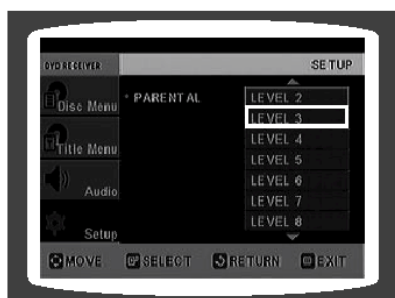 DVD RECEIVER SETUP
Disc Menu
• PARENTAL LEVEL 2
LEVEL 3
Title Menu LEVEL 4
LEVEL 5
Audio LEVEL 6
LEVEL 7
Setup LEVEL 8
MOVE SELECT RETURN EXIT